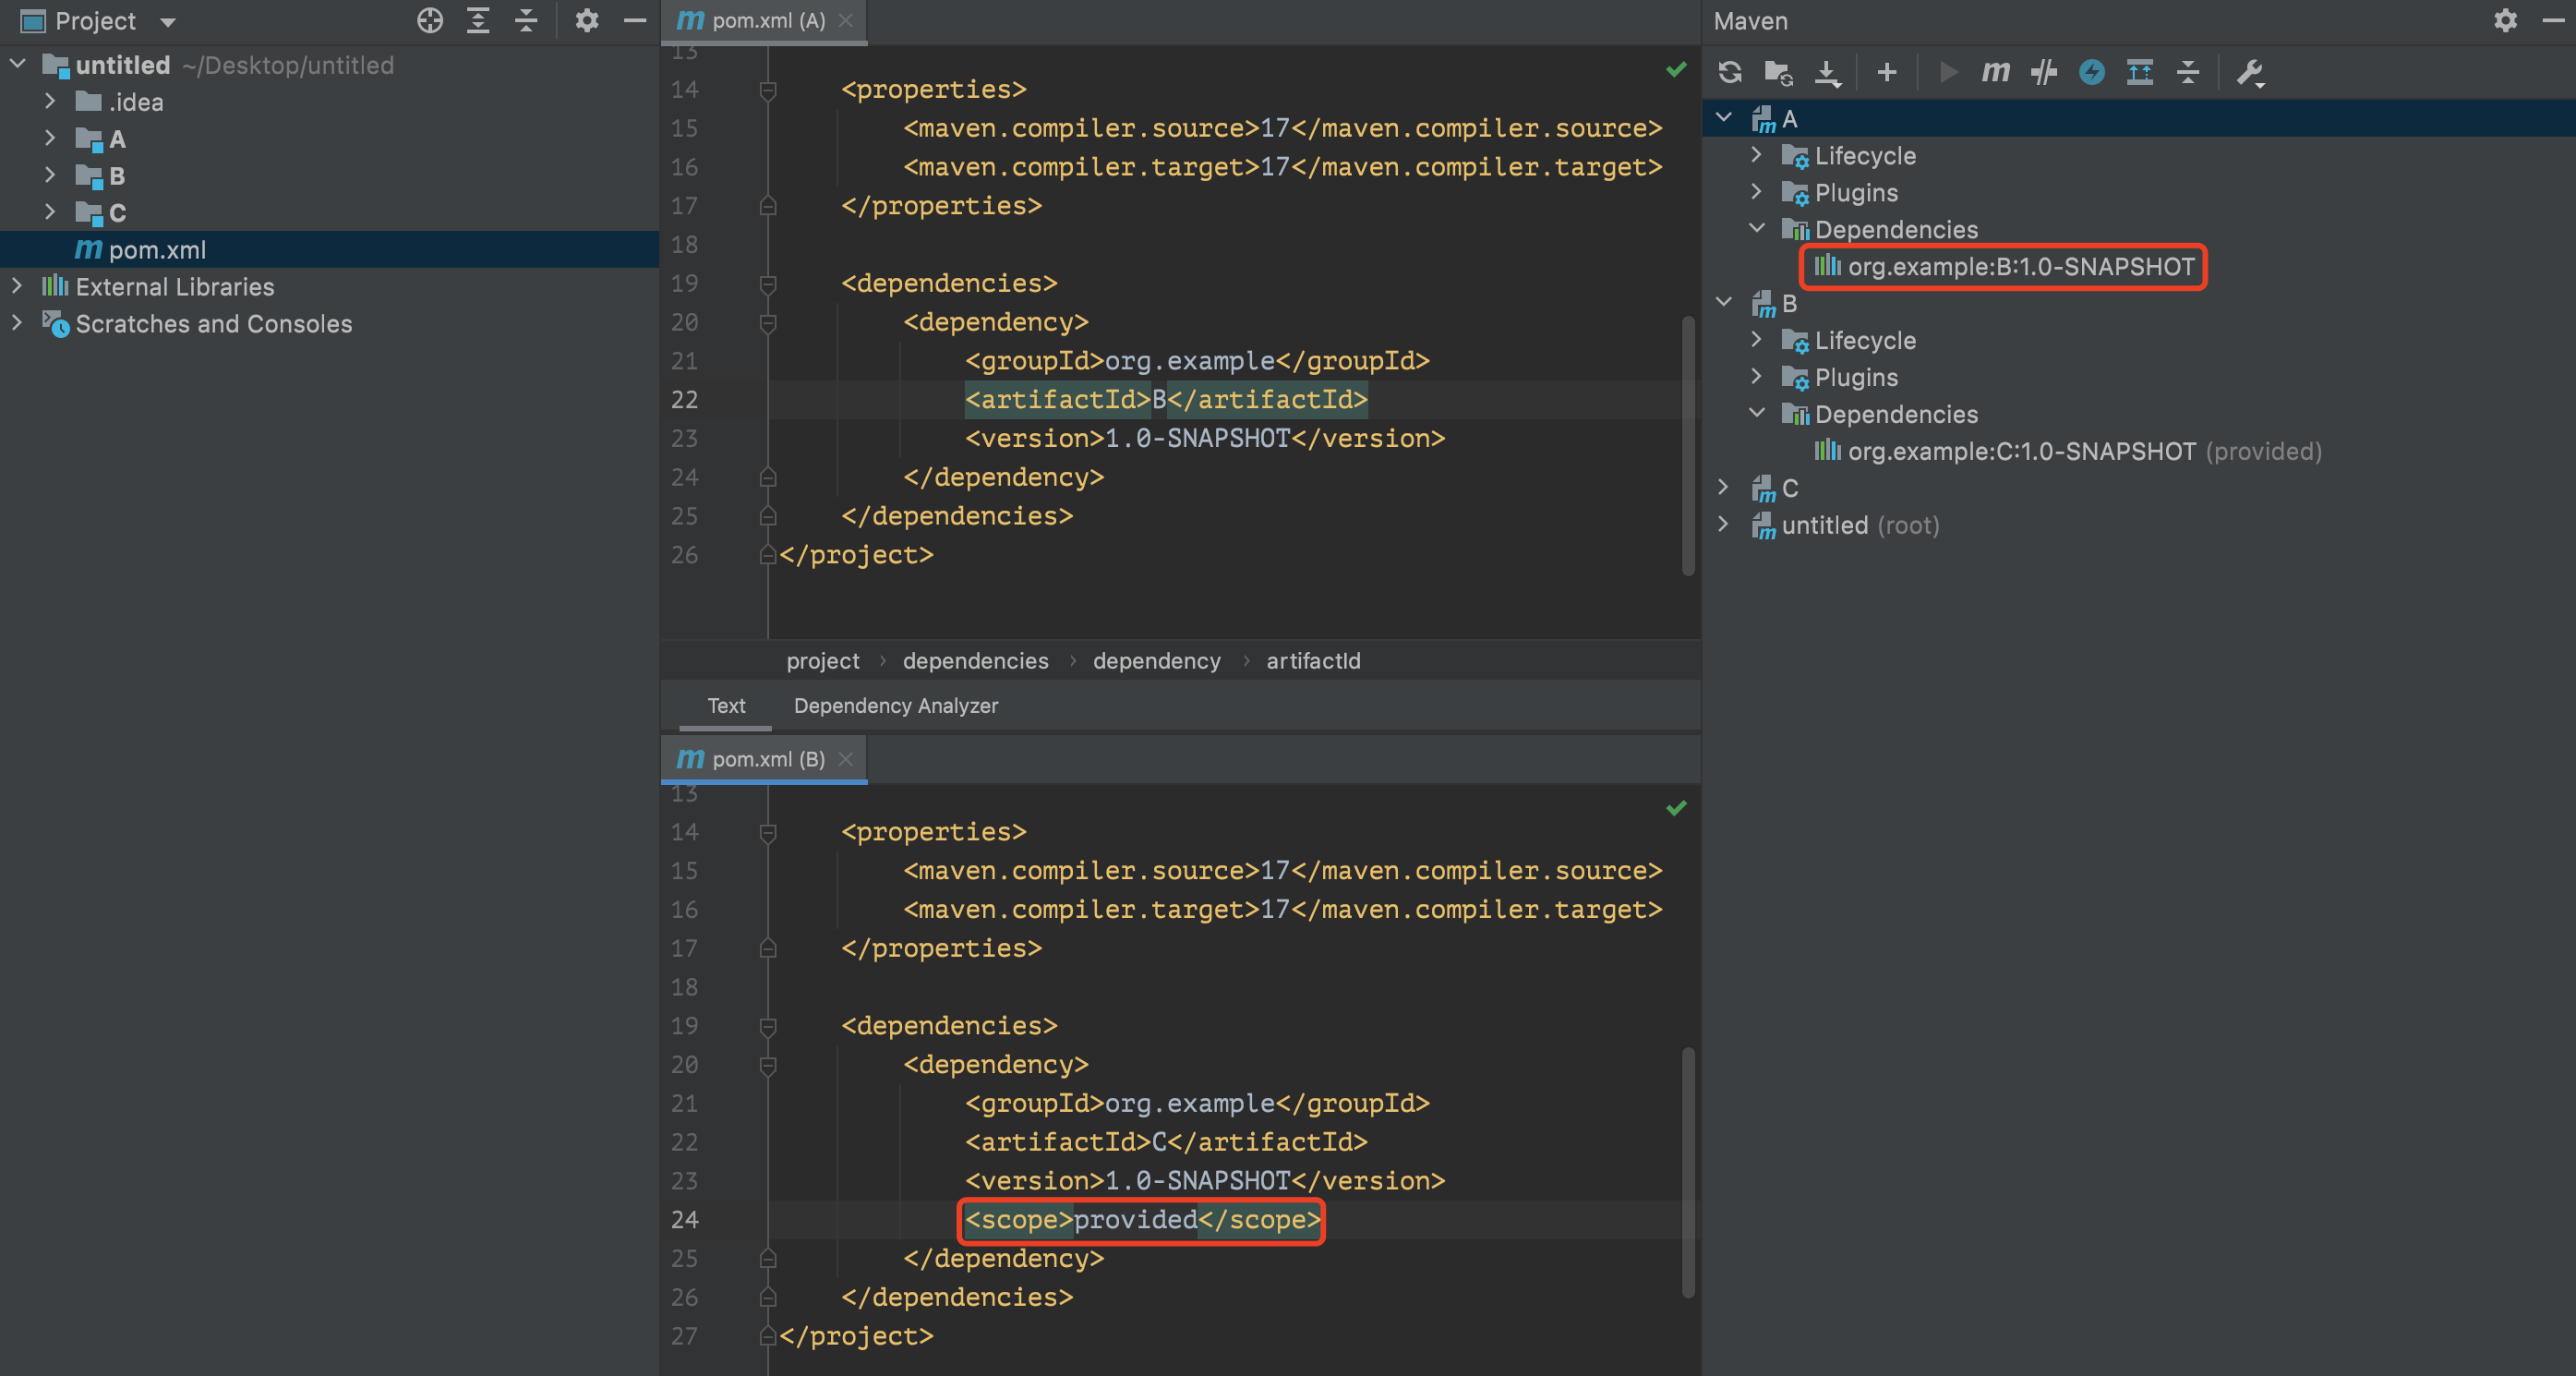 Project
untitled ~/Desktop/untitled
.idea
A
B
C
m pom.xml
External Libraries
Scratches and Consoles
m pom.xml (A)
13
14 <properties>
15 <maven.compiler.source>17</maven.compiler.source>
16 <maven.compiler.target>17</maven.compiler.target>
17 </properties>
18
19 <dependencies>
20 <dependency>
21 <groupId>org.example</groupId>
22 <artifactId>B</artifactId>
23 <version>1.0-SNAPSHOT</version>
24 </dependency>
25 </dependencies>
26 </project>
project › dependencies › dependency › artifactId
Text Dependency Analyzer
m pom.xml (B)
13
14 <properties>
15 <maven.compiler.source>17</maven.compiler.source>
16 <maven.compiler.target>17</maven.compiler.target>
17 </properties>
18
19 <dependencies>
20 <dependency>
21 <groupId>org.example</groupId>
22 <artifactId>C</artifactId>
23 <version>1.0-SNAPSHOT</version>
24 <scope>provided</scope>
25 </dependency>
26 </dependencies>
27 </project>
Maven
m
A
Lifecycle
Plugins
Dependencies
org.example:B:1.0-SNAPSHOT
B
Lifecycle
Plugins
Dependencies
org.example:C:1.0-SNAPSHOT (provided)
C
untitled (root)